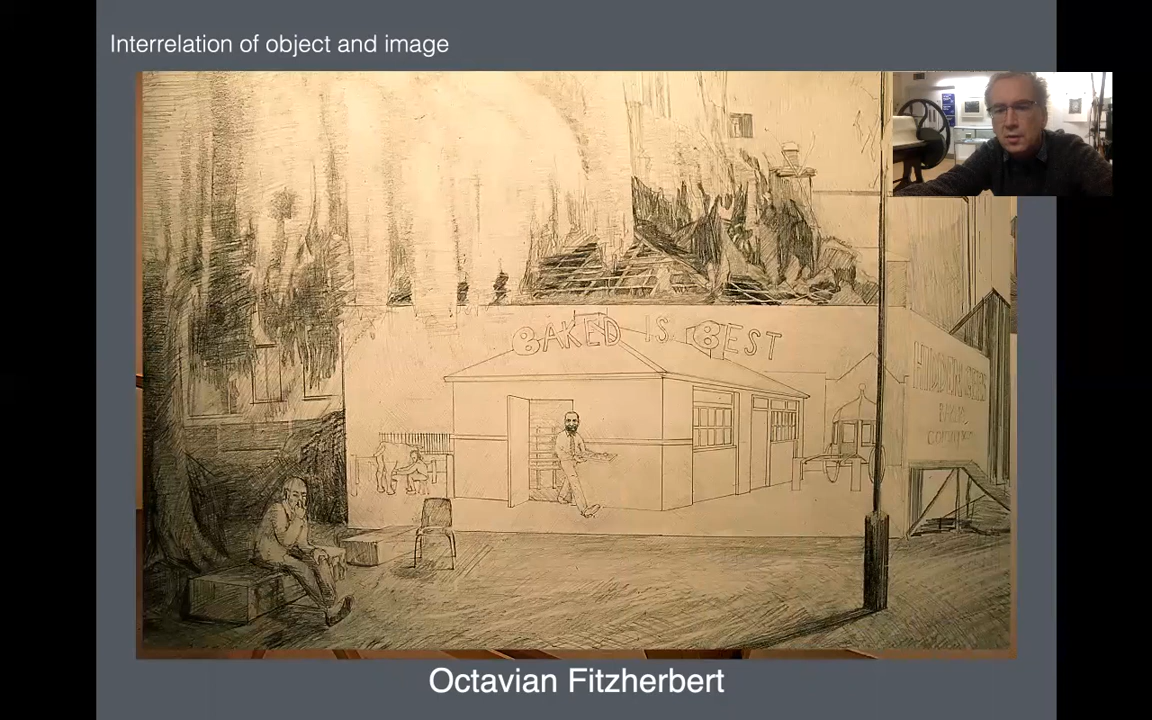 Interrelation of object and image
BAKED IS BEST
Octavian Fitzherbert